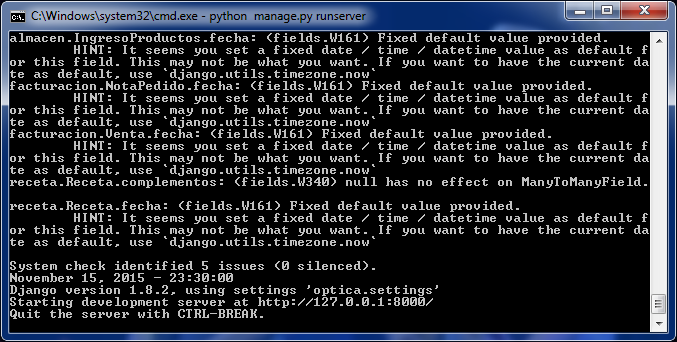 C:\Windows\system32\cmd.exe - python  manage.py runserver
almacen.IngresoProductos.fecha: (fields.W161) Fixed default value provided.
        HINT: It seems you set a fixed date / time / datetime value as default f
or this field. This may not be what you want. If you want to have the current da
te as default, use `django.utils.timezone.now`
facturacion.NotaPedido.fecha: (fields.W161) Fixed default value provided.
        HINT: It seems you set a fixed date / time / datetime value as default f
or this field. This may not be what you want. If you want to have the current da
te as default, use `django.utils.timezone.now`
facturacion.Venta.fecha: (fields.W161) Fixed default value provided.
        HINT: It seems you set a fixed date / time / datetime value as default f
or this field. This may not be what you want. If you want to have the current da
te as default, use `django.utils.timezone.now`
receta.Receta.complementos: (fields.W340) null has no effect on ManyToManyField.
receta.Receta.fecha: (fields.W161) Fixed default value provided.
        HINT: It seems you set a fixed date / time / datetime value as default f
or this field. This may not be what you want. If you want to have the current da
te as default, use `django.utils.timezone.now`
System check identified 5 issues (0 silenced).
November 15, 2015 - 23:30:00
Django version 1.8.2, using settings 'optica.settings'
Starting development server at http://127.0.0.1:8000/
Quit the server with CTRL-BREAK.